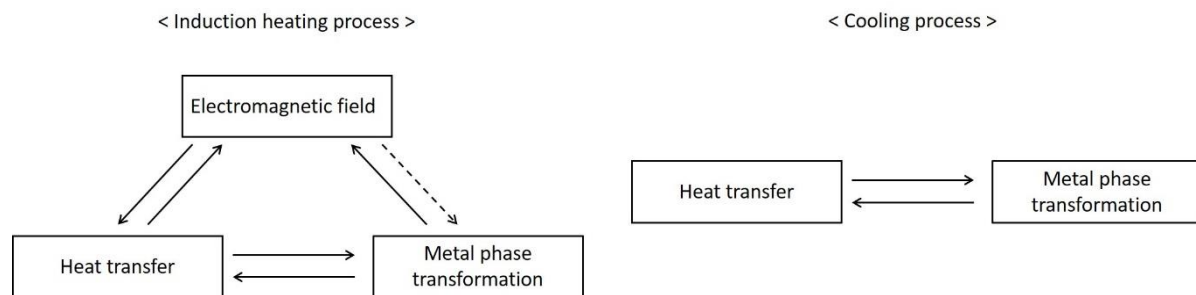 < Induction heating process >
< Cooling process >
Electromagnetic field
Heat transfer
Metal phase
transformation
Heat transfer
Metal phase
transformation